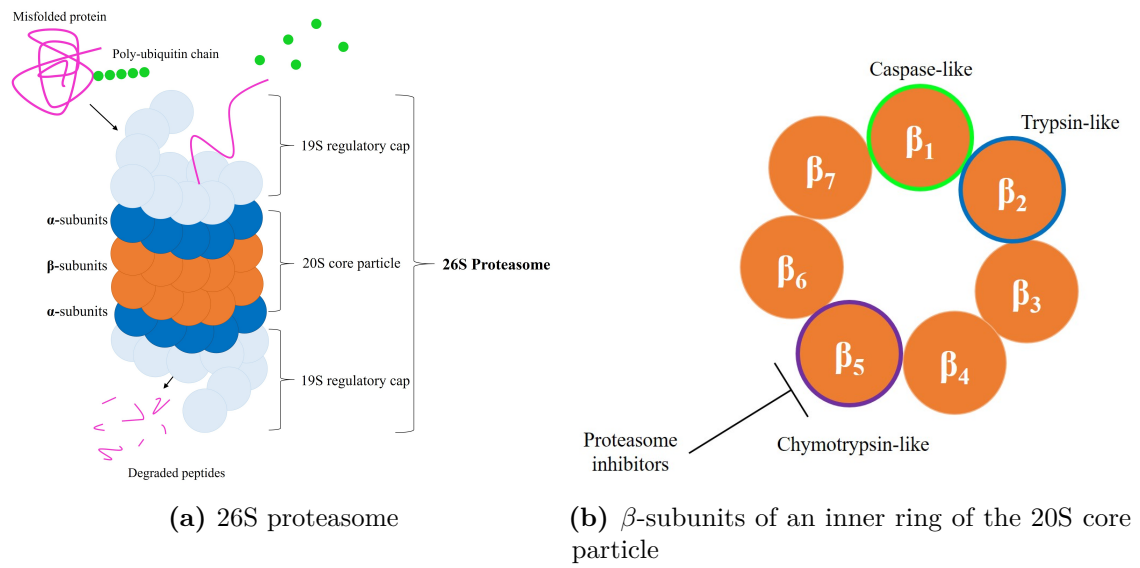 Misfolded protein
Poly-ubiquitin chain
19S regulatory cap
α-subunits
β-subunits
20S core particle
26S Proteasome
α-subunits
19S regulatory cap
Degraded peptides
(a) 26S proteasome
Caspase-like
Trypsin-like
β1
β2
β7
β6
β3
β5
β4
Proteasome
inhibitors
Chymotrypsin-like
(b) β-subunits of an inner ring of the 20S core
particle